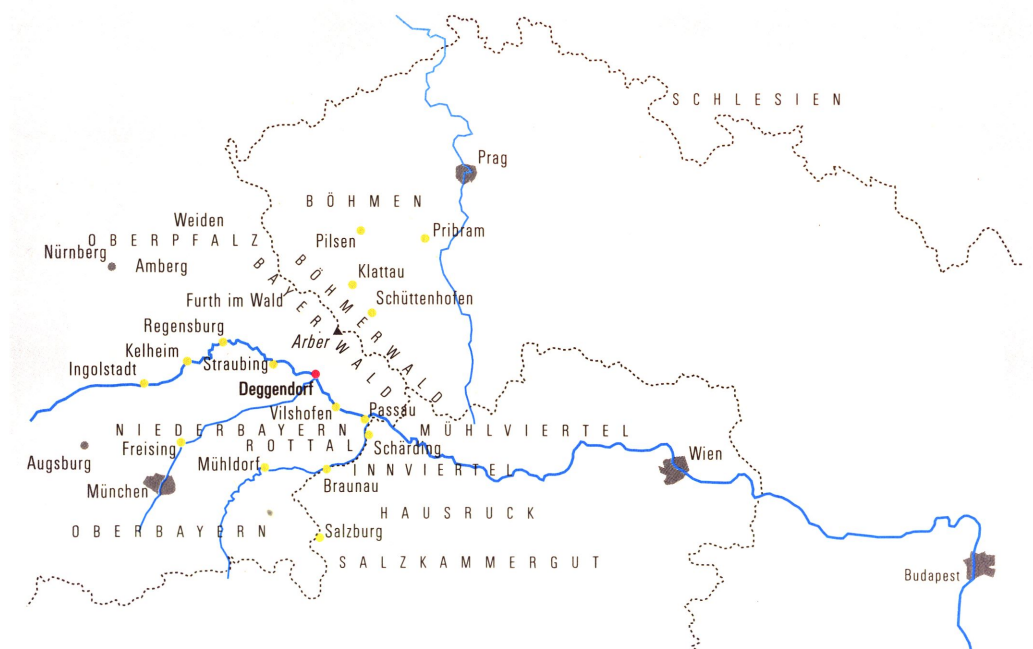 SCHLESIEN
Prag
BÖHMEN
Weiden
Pribram
OBERPFALZ
Pilsen
Nürnberg
Amberg
BAYER. WALD
BÖHMERWALD
Klattau
Furth im Wald
Schüttenhofen
Regensburg
Arber
Kelheim
Straubing
Ingolstadt
Deggendorf
Vilshofen
Passau
NIEDERBAYERN
MÜHLVIERTEL
Freising
ROTTAL
Schärding
Wien
Augsburg
Mühldorf
INNVIERTEL
München
Braunau
HAUSRUCK
OBERBAYERN
Salzburg
SALZKAMMERGUT
Budapest